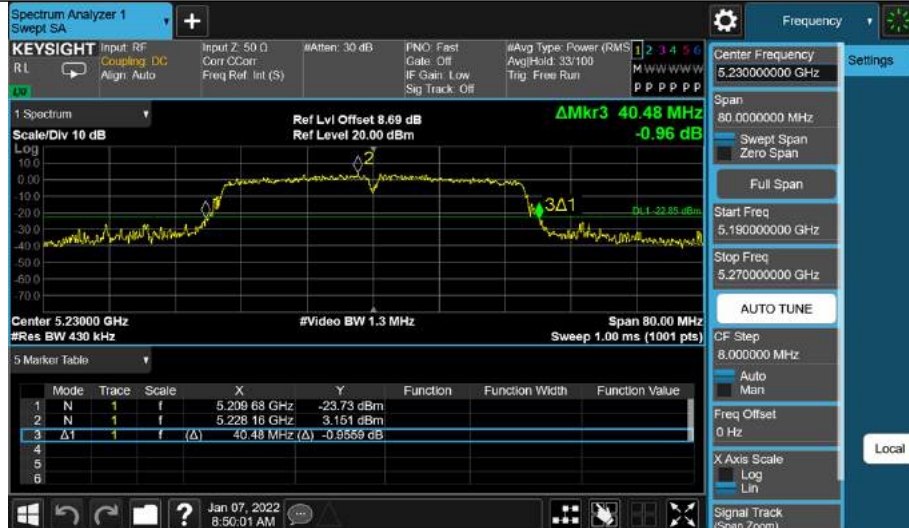 Spectrum Analyzer 1
Swept SA
+
Frequency
KEYSIGHT
RL
Input: RF
Coupling: DC
Align: Auto
Input Z: 50 Ω
Corr CCorr
Freq Ref: Int (S)
#Atten: 30 dB
PNO: Fast
Gate: Off
IF Gain: Low
Sig Track: Off
#Avg Type: Power (RMS
Avg|Hold: 33/100
Trig: Free Run
1 2 3 4 5 6
M W W W W W
P P P P P P
Center Frequency
5.230000000 GHz
Settings
Span
80.0000000 MHz
Swept Span
Zero Span
Full Span
Start Freq
5.190000000 GHz
Stop Freq
5.270000000 GHz
AUTO TUNE
CF Step
8.000000 MHz
Auto
Man
Freq Offset
0 Hz
X Axis Scale
Log
Lin
Signal Track
(Span Zoom)
Local
1 Spectrum
Scale/Div 10 dB
Log
Ref Lvl Offset 8.69 dB
Ref Level 20.00 dBm
ΔMkr3 40.48 MHz
-0.96 dB
10.0
0.00
-10.0
-20.0
-30.0
-40.0
-50.0
-60.0
-70.0
2
3Δ1
DL1 -22.85 dBm
Center 5.23000 GHz
#Res BW 430 kHz
#Video BW 1.3 MHz
Span 80.00 MHz
Sweep 1.00 ms (1001 pts)
5 Marker Table
Mode Trace Scale X Y Function Function Width Function Value
1 N 1 f 5.209 68 GHz -23.73 dBm
2 N 1 f 5.228 16 GHz 3.151 dBm
3 Δ1 1 f (Δ) 40.48 MHz (Δ) -0.9559 dB
4
5
6
?
Jan 07, 2022
8:50:01 AM